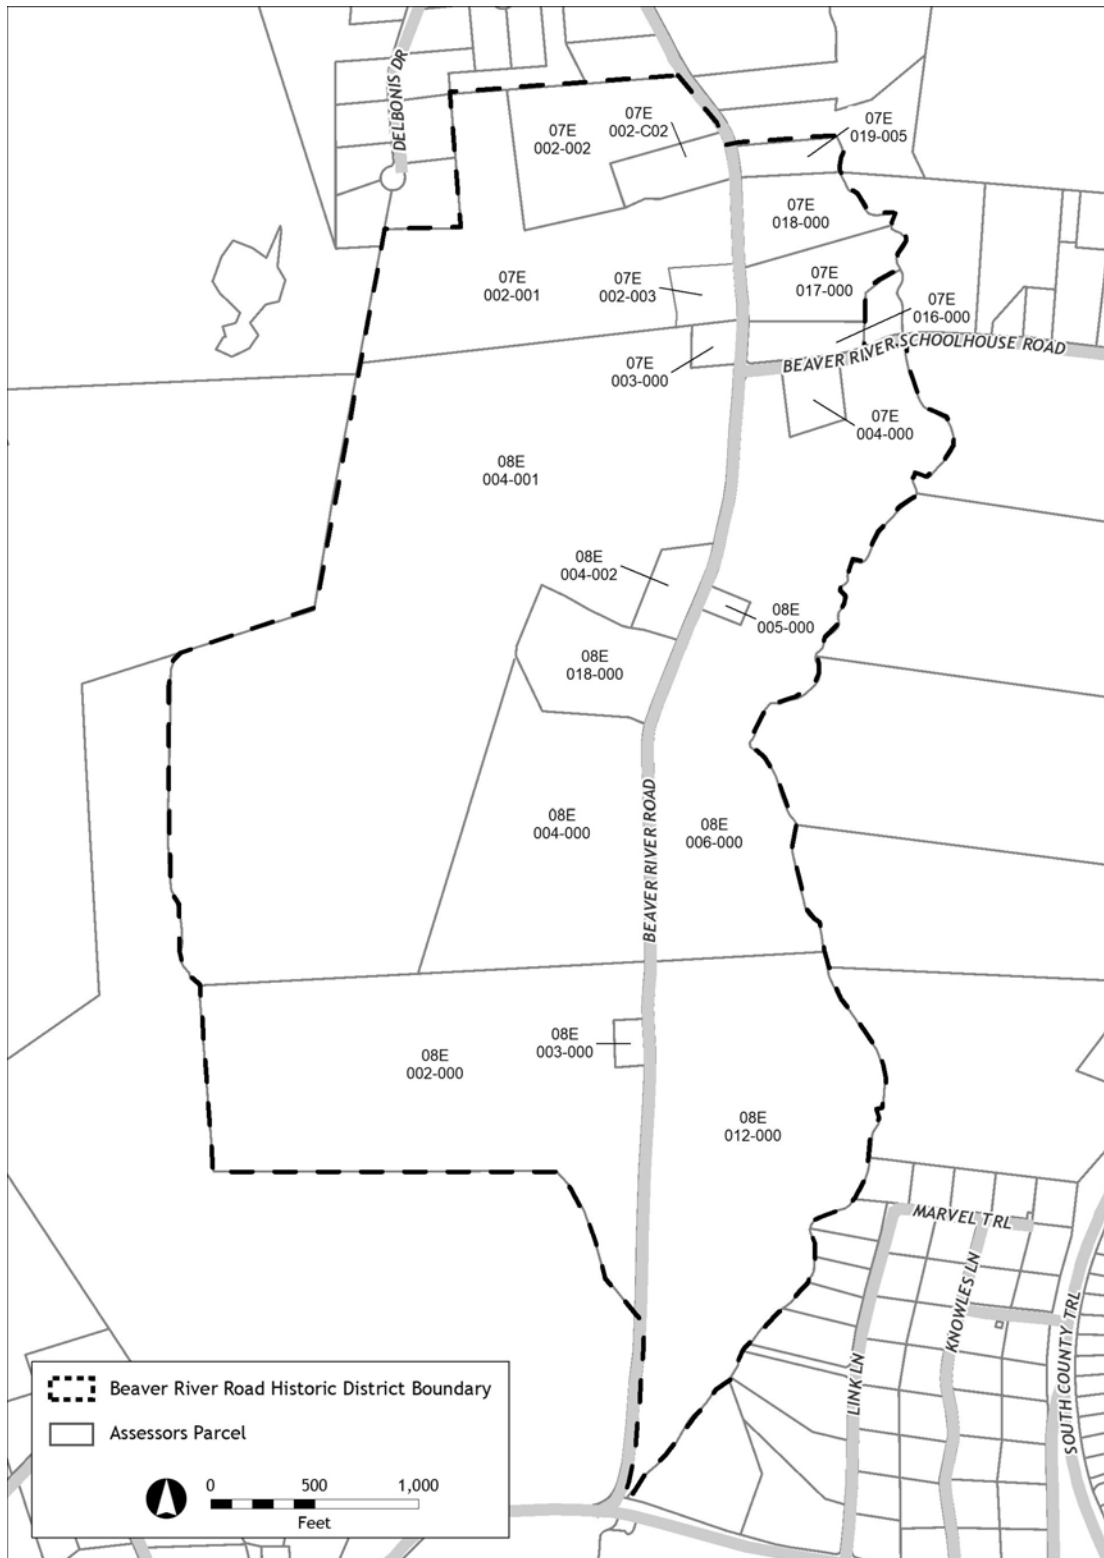 DELBONIS DR
07E
002-002
07E
002-C02
07E
019-005
07E
018-000
07E
002-001
07E
002-003
07E
017-000
07E
016-000
BEAVER RIVER SCHOOLHOUSE ROAD
07E
003-000
07E
004-000
08E
004-001
08E
004-002
08E
005-000
08E
018-000
BEAVER RIVER ROAD
08E
004-000
08E
006-000
08E
003-000
08E
002-000
08E
012-000
MARVEL TRL
KNOWLES LN
LINK LN
SOUTH COUNTY TRL
Beaver River Road Historic District Boundary
Assessors Parcel
0 500 1,000
Feet